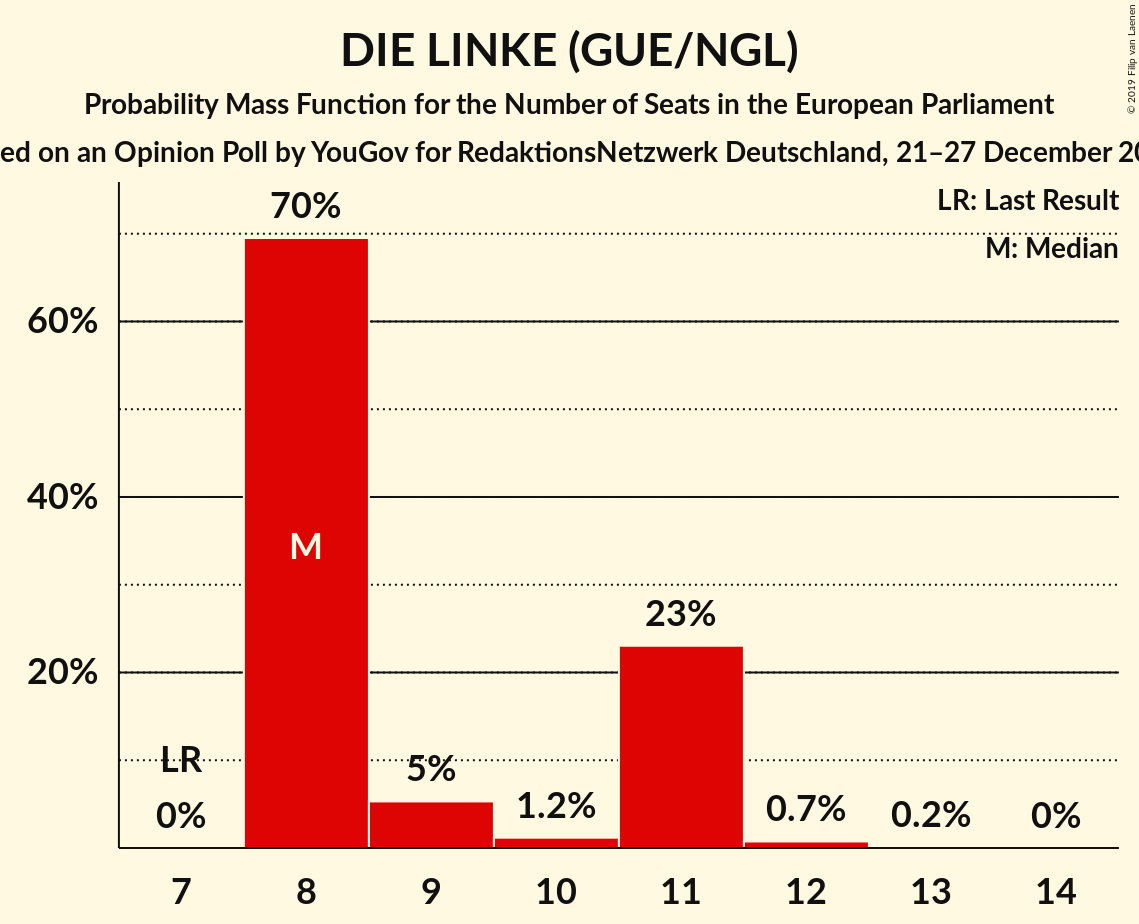 DIE LINKE (GUE/NGL)
Probability Mass Function for the Number of Seats in the European Parliament
ed on an Opinion Poll by YouGov for RedaktionsNetzwerk Deutschland, 21–27 December 20
© 2019 Filip van Laenen
LR: Last Result
M: Median
70%
60%
40%
M
23%
20%
LR
5%
0%
1.2%
0.7%
0.2%
0%
7 8 9 10 11 12 13 14